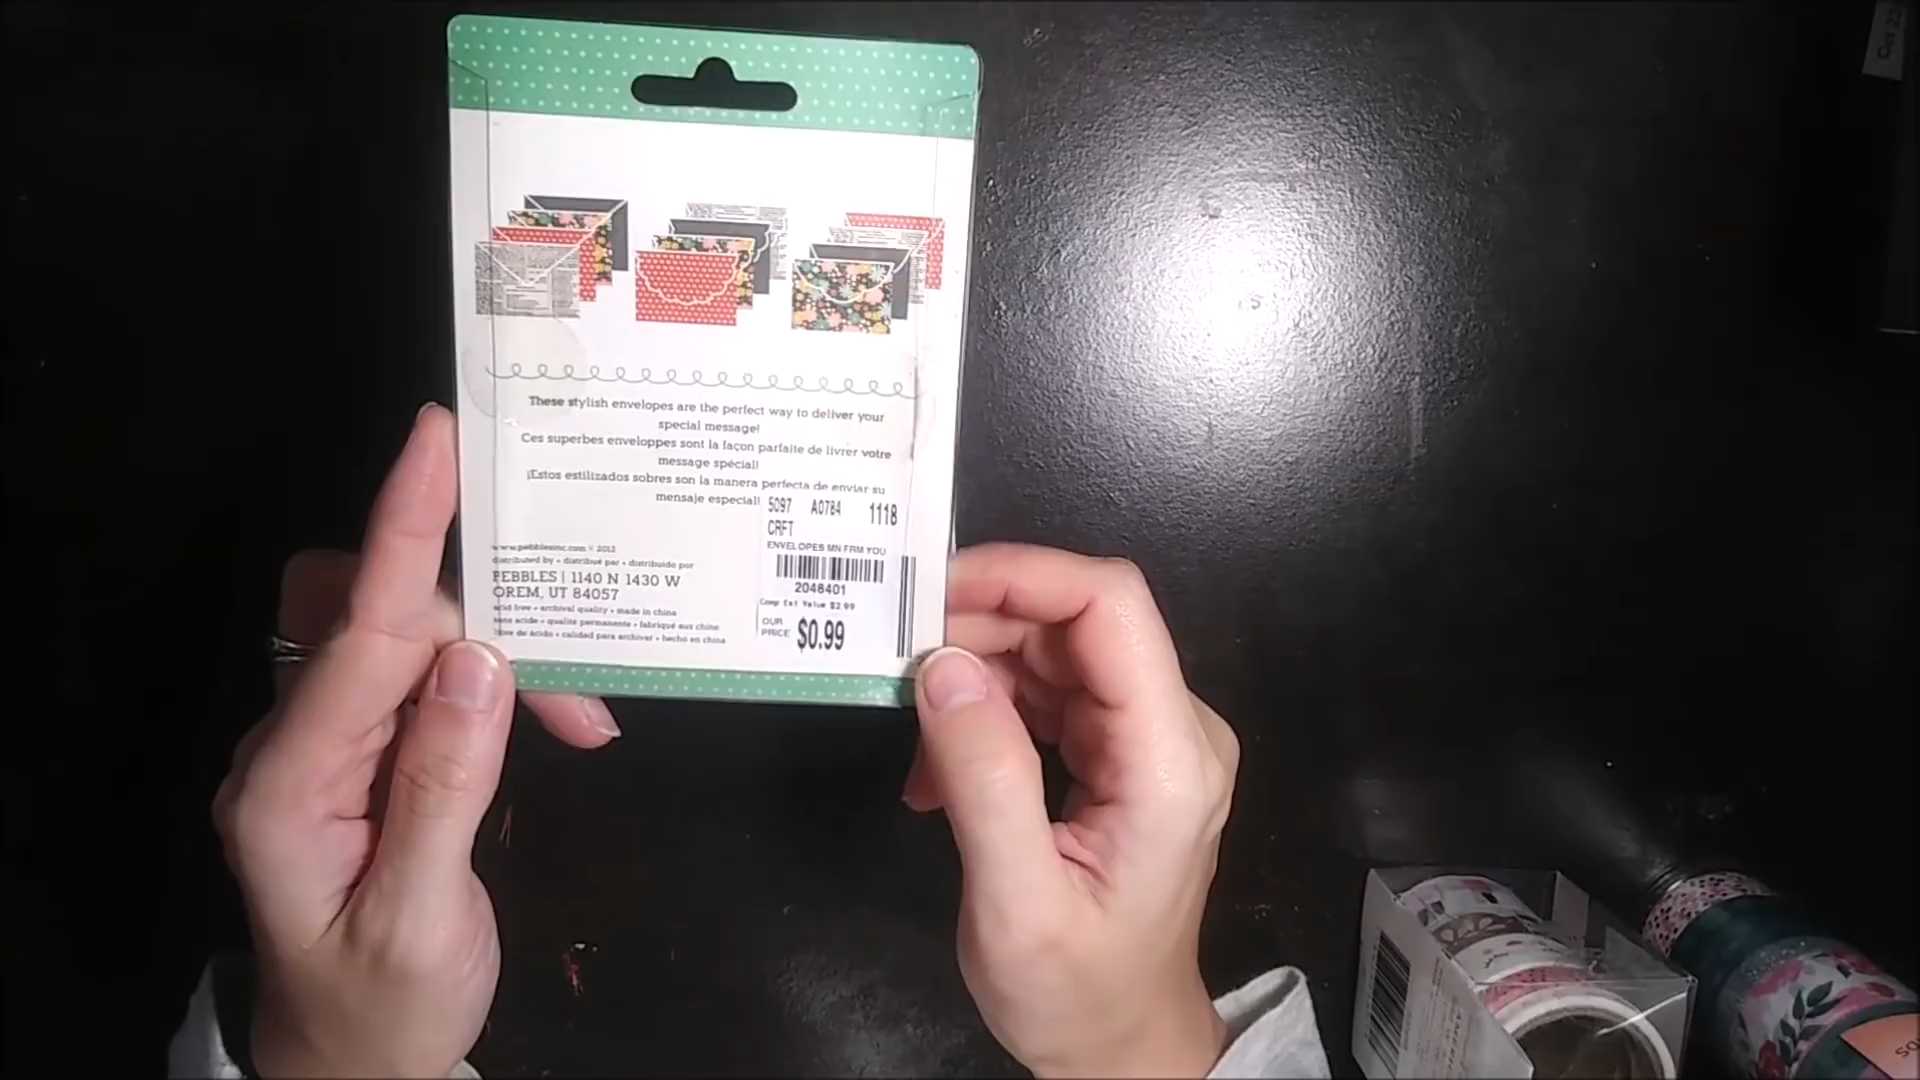 These stylish envelopes are the perfect way to deliver your
special message!
Ces superbes enveloppes sont la façon parfaite de livrer votre
message spécial!
¡Estos estilizados sobres son la manera perfecta de enviar su
mensaje especial!
5097 A0784 1118
CRFT
ENVELOPES MN FRM YOU
2048401
Comp Est Value $2.99
OUR
PRICE $0.99
www.pebblesinc.com © 2012
distributed by • distribué par • distribuido por
PEBBLES | 1140 N 1430 W
OREM, UT 84057
acid free • archival quality • made in china
sans acide • qualité permanente • fabriqué aux chine
libre de ácido • calidad para archivar • hecho en china